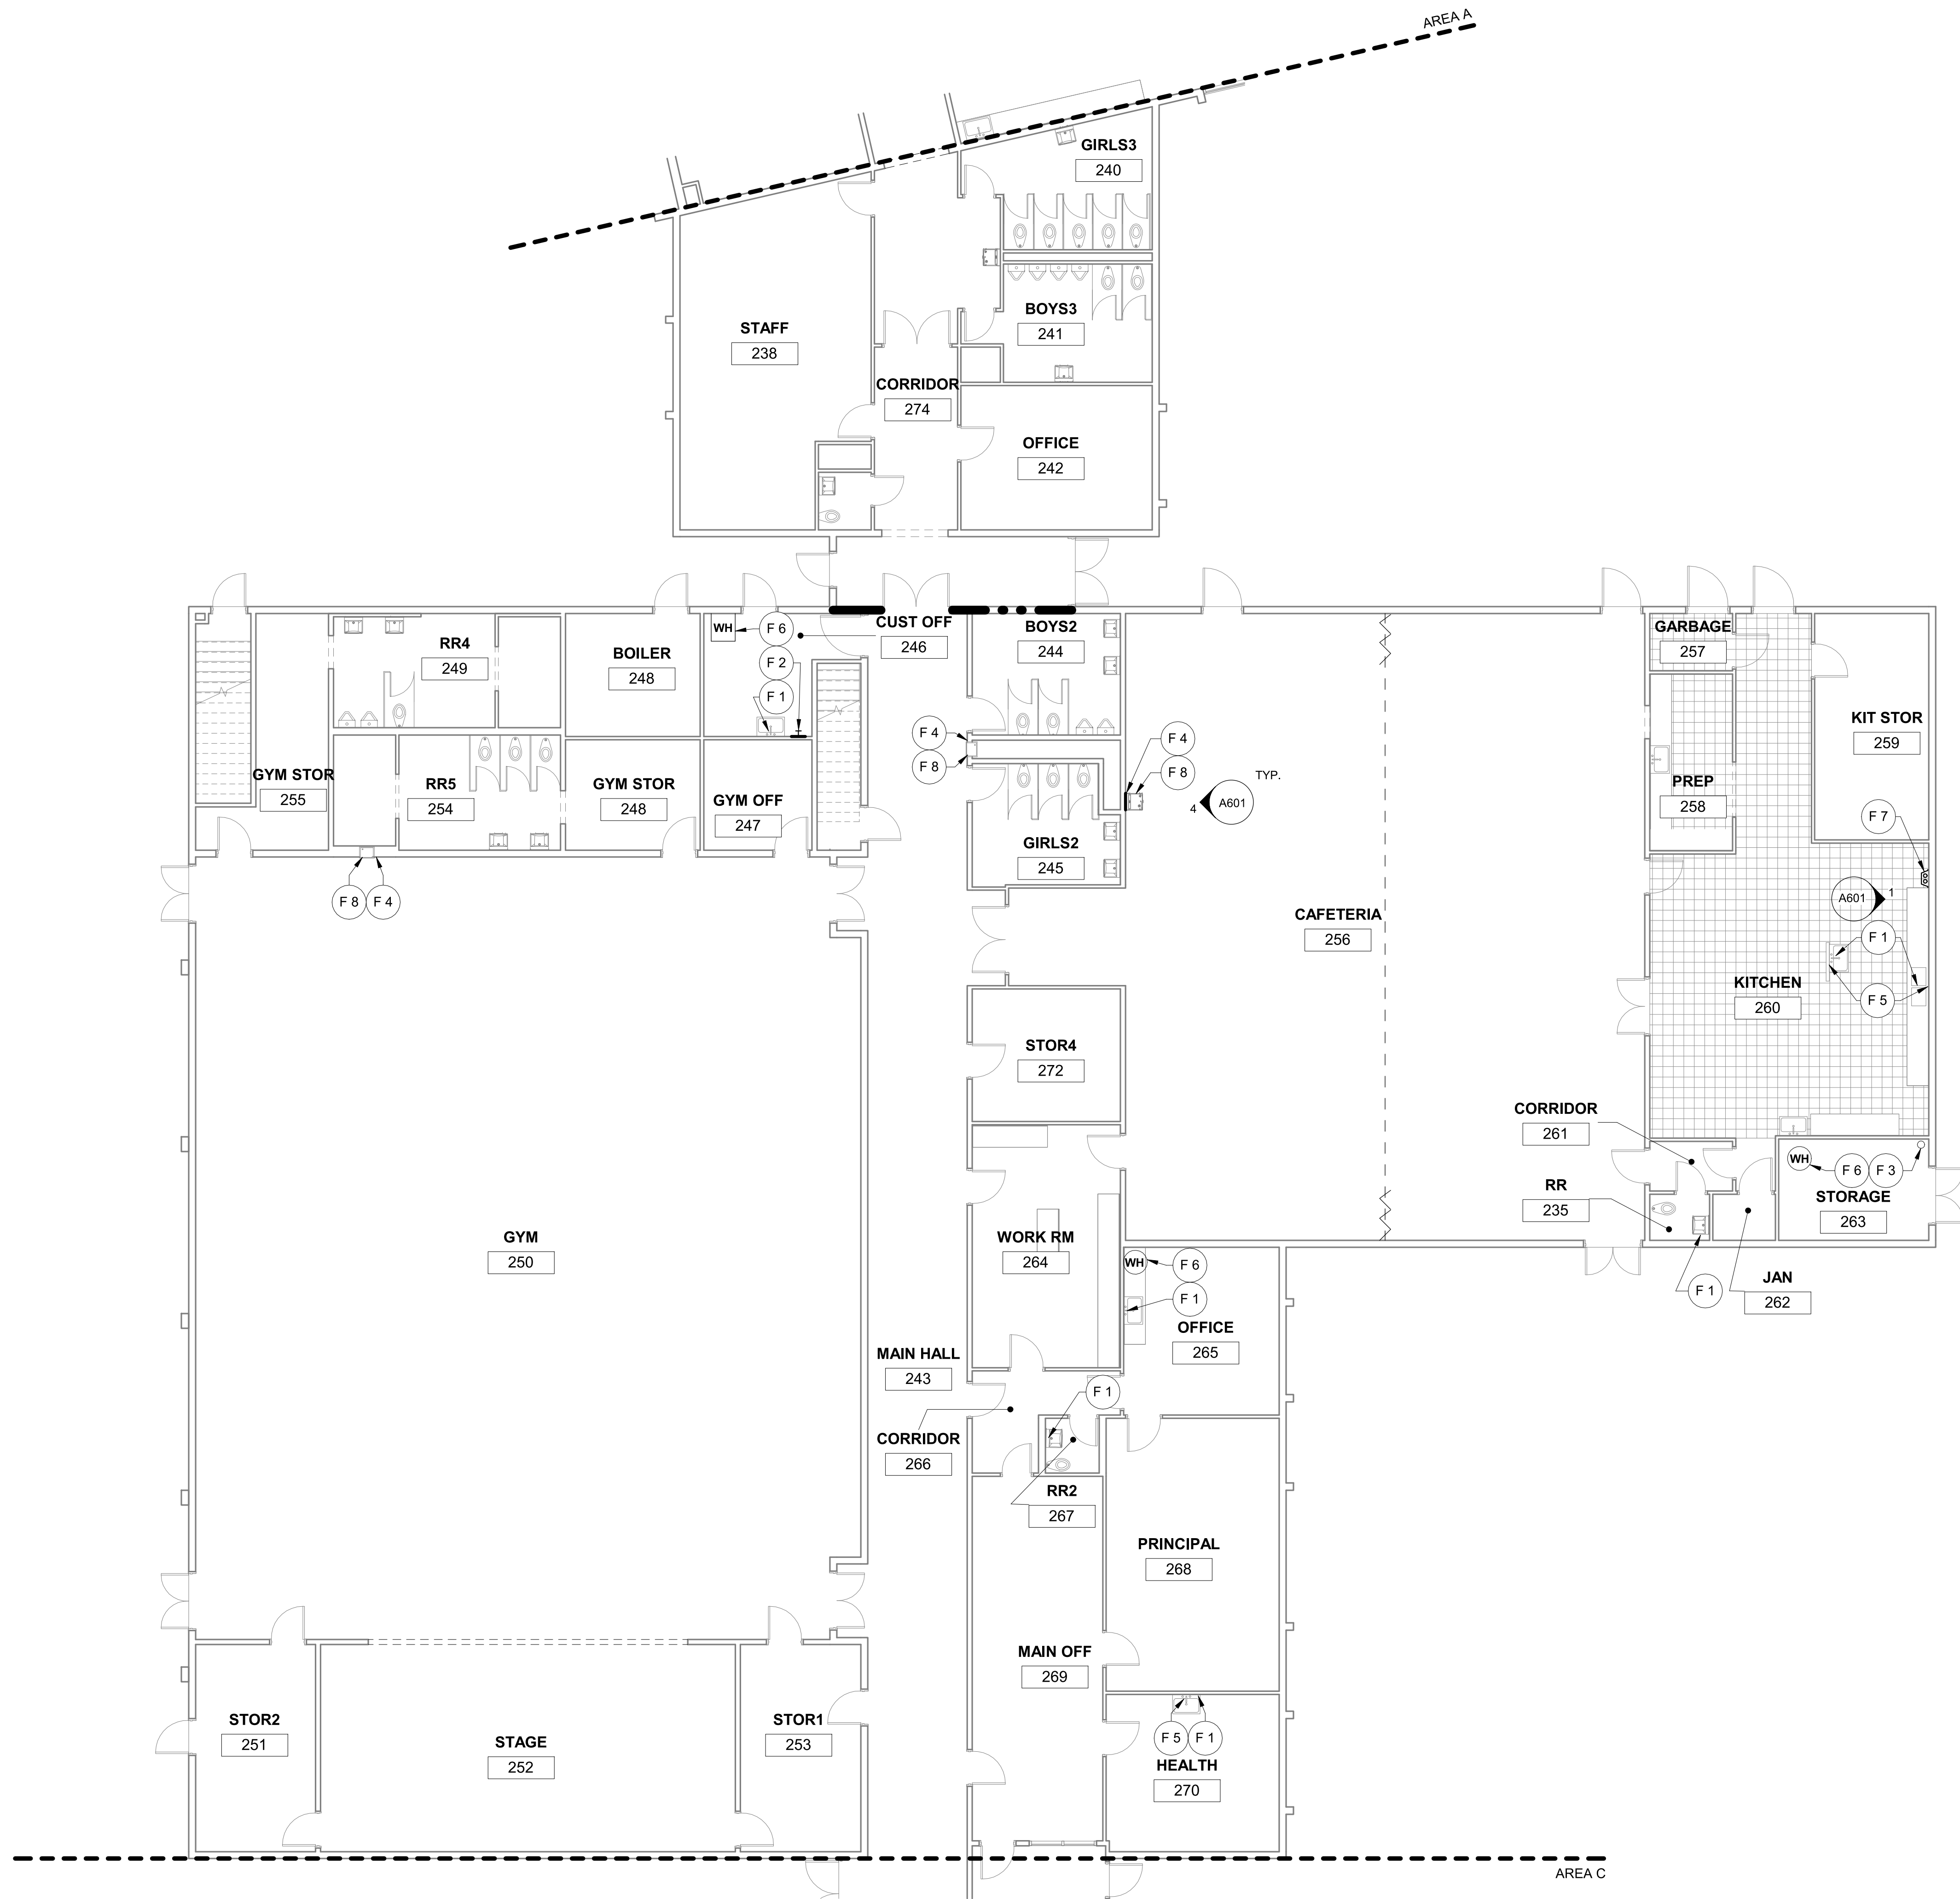 AREA A
GIRLS3
240
BOYS3
241
STAFF
238
CORRIDOR
274
OFFICE
242
CUST OFF
246
WH
F 6
F 2
F 1
BOYS2
244
GARBAGE
257
RR4
249
BOILER
248
KIT STOR
259
F 4
F 8
F 4
F 8
TYP.
4
A601
GYM STOR
255
RR5
254
GYM STOR
248
GYM OFF
247
PREP
258
F 7
GIRLS2
245
F 8
F 4
A601
1
CAFETERIA
256
F 1
KITCHEN
260
F 5
STOR4
272
CORRIDOR
261
WH
F 6
F 3
STORAGE
263
RR
235
GYM
250
WORK RM
264
WH
F 6
F 1
OFFICE
265
F 1
JAN
262
MAIN HALL
243
F 1
CORRIDOR
266
RR2
267
PRINCIPAL
268
MAIN OFF
269
STOR2
251
STAGE
252
STOR1
253
F 5
F 1
HEALTH
270
AREA C